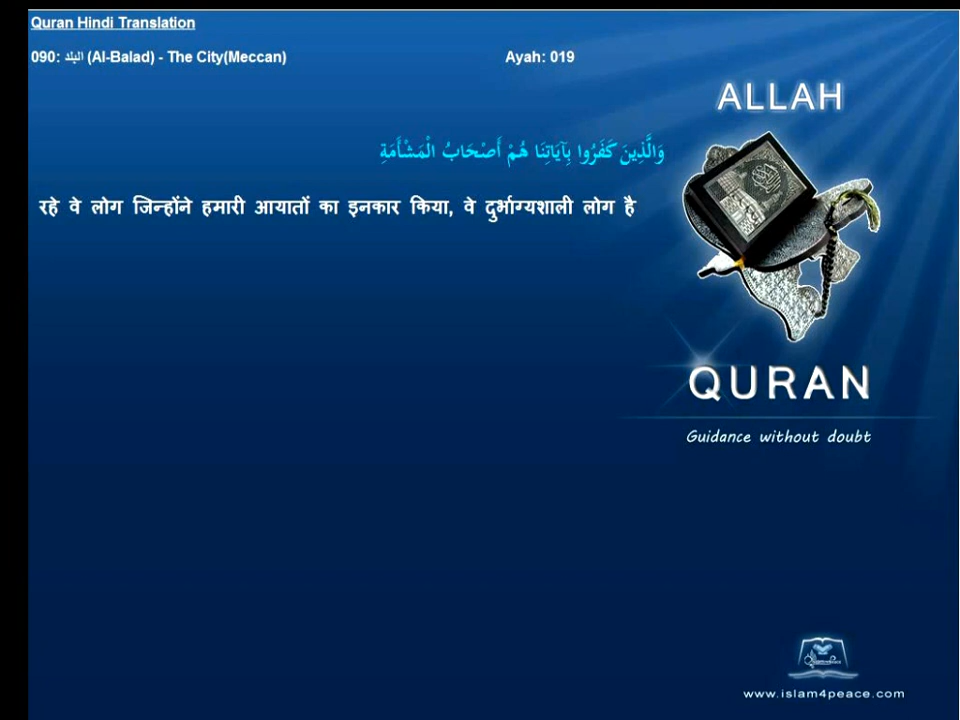 Quran Hindi Translation
090: البلد (Al-Balad) - The City(Meccan) Ayah: 019
ALLAH
وَالَّذِينَ كَفَرُوا بِآيَاتِنَا هُمْ أَصْحَابُ الْمَشْأَمَةِ
रहे वे लोग जिन्होंने हमारी आयातों का इनकार किया, वे दुर्भाग्यशाली लोग है
QURAN
Guidance without doubt
www.islam4peace.com